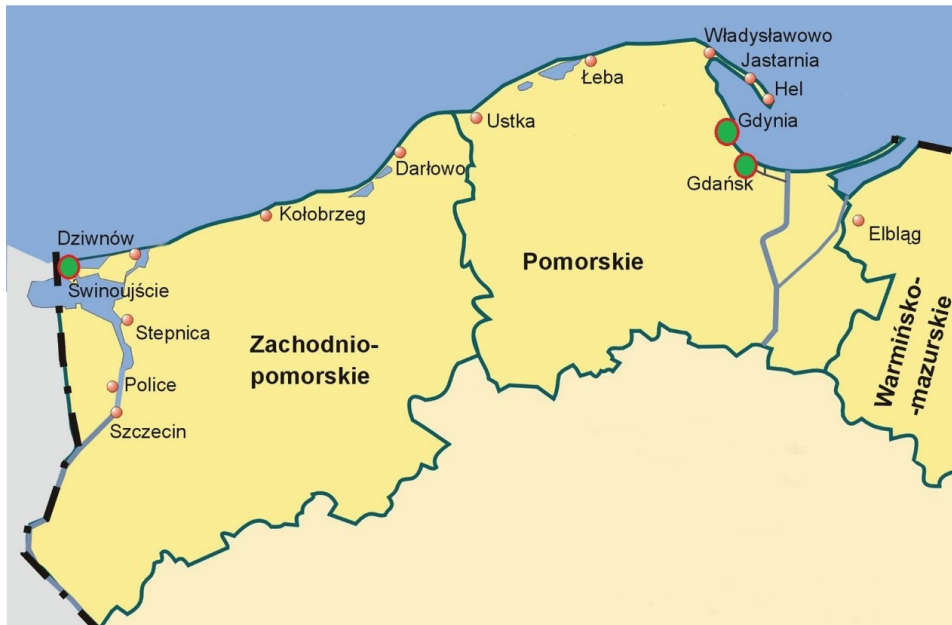 Władysławowo
Jastarnia
Łeba
Hel
Ustka
Gdynia
Darłowo
Gdańsk
Kołobrzeg
Dziwnów
Elbląg
Pomorskie
Świnoujście
Stepnica
Zachodnio-
pomorskie
Warmińsko-
-mazurskie
Police
Szczecin